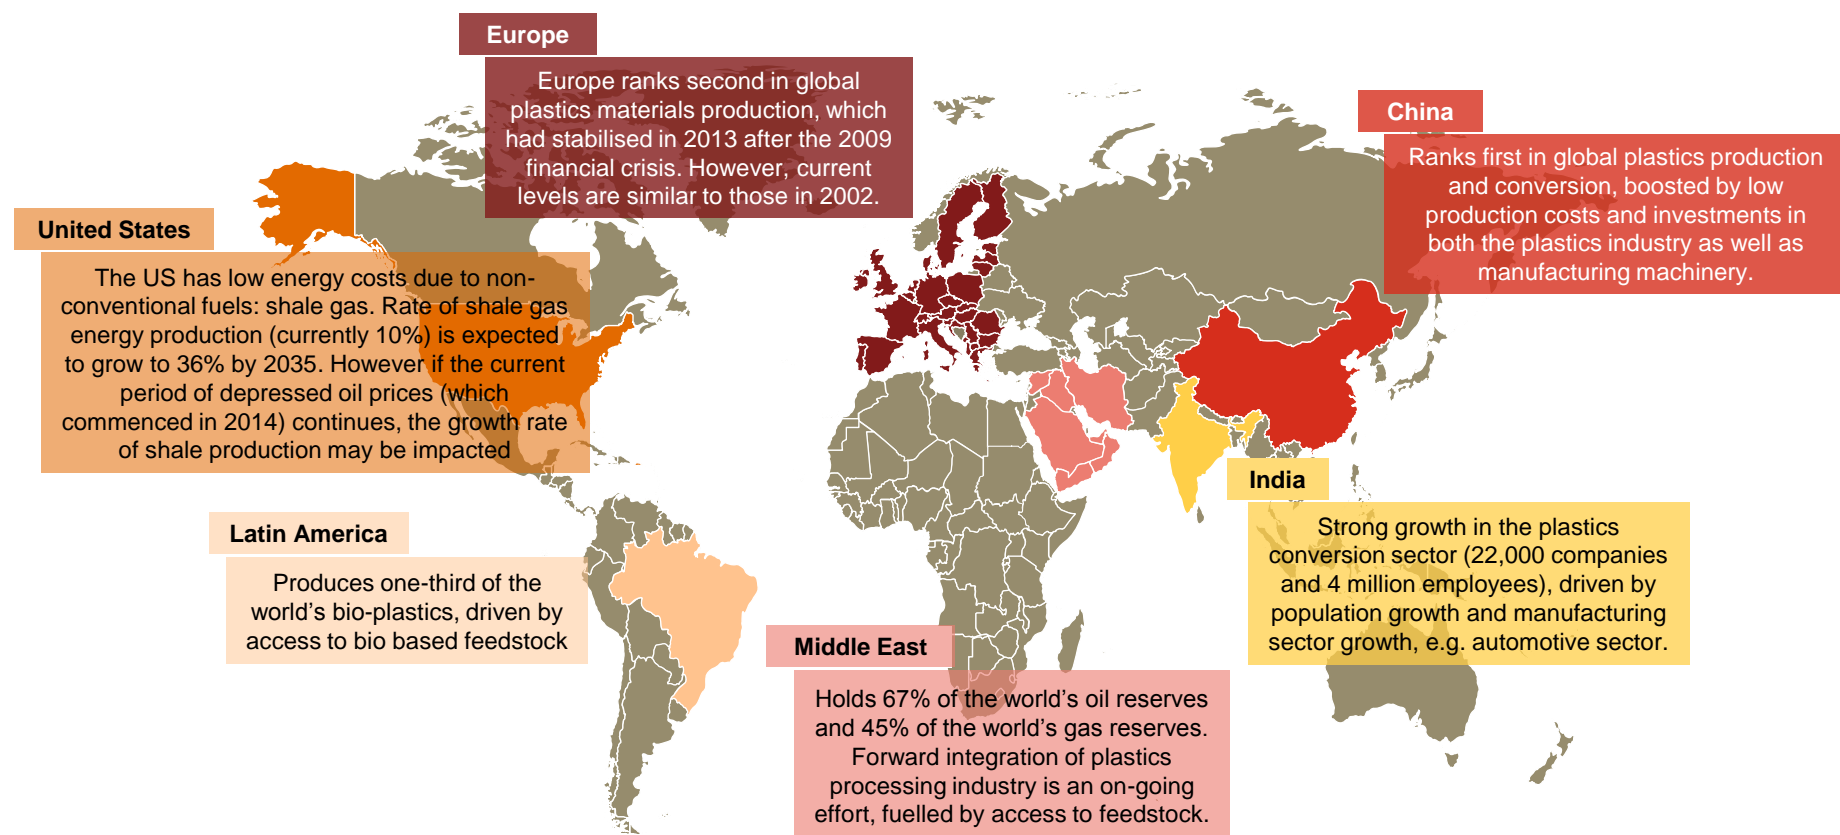 Europe
Europe ranks second in global
plastics materials production, which
had stabilised in 2013 after the 2009
financial crisis. However, current
levels are similar to those in 2002.
China
Ranks first in global plastics production
and conversion, boosted by low
production costs and investments in
both the plastics industry as well as
manufacturing machinery.
United States
The US has low energy costs due to non-
conventional fuels: shale gas. Rate of shale gas
energy production (currently 10%) is expected
to grow to 36% by 2035. However if the current
period of depressed oil prices (which
commenced in 2014) continues, the growth rate
of shale production may be impacted
India
Strong growth in the plastics
conversion sector (22,000 companies
and 4 million employees), driven by
population growth and manufacturing
sector growth, e.g. automotive sector.
Latin America
Produces one-third of the
world’s bio-plastics, driven by
access to bio based feedstock
Middle East
Holds 67% of the world’s oil reserves
and 45% of the world’s gas reserves.
Forward integration of plastics
processing industry is an on-going
effort, fuelled by access to feedstock.